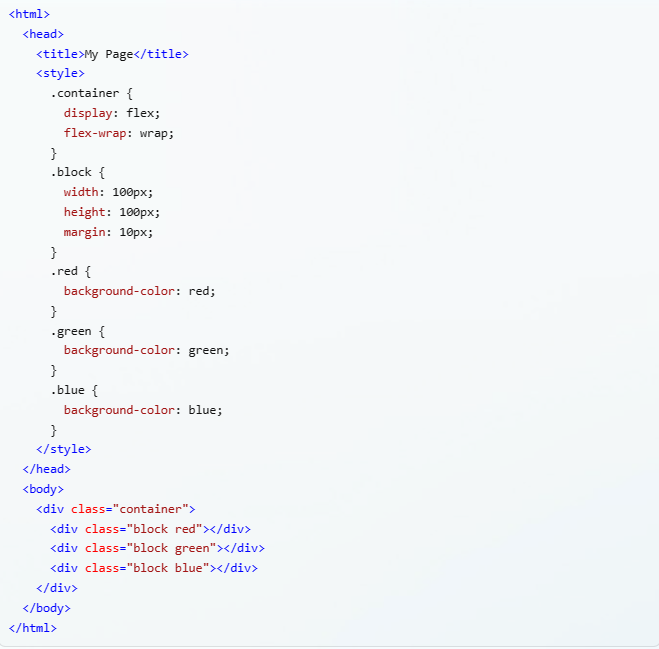 <html>
  <head>
    <title>My Page</title>
    <style>
      .container {
        display: flex;
        flex-wrap: wrap;
      }
      .block {
        width: 100px;
        height: 100px;
        margin: 10px;
      }
      .red {
        background-color: red;
      }
      .green {
        background-color: green;
      }
      .blue {
        background-color: blue;
      }
    </style>
  </head>
  <body>
    <div class="container">
      <div class="block red"></div>
      <div class="block green"></div>
      <div class="block blue"></div>
    </div>
  </body>
</html>